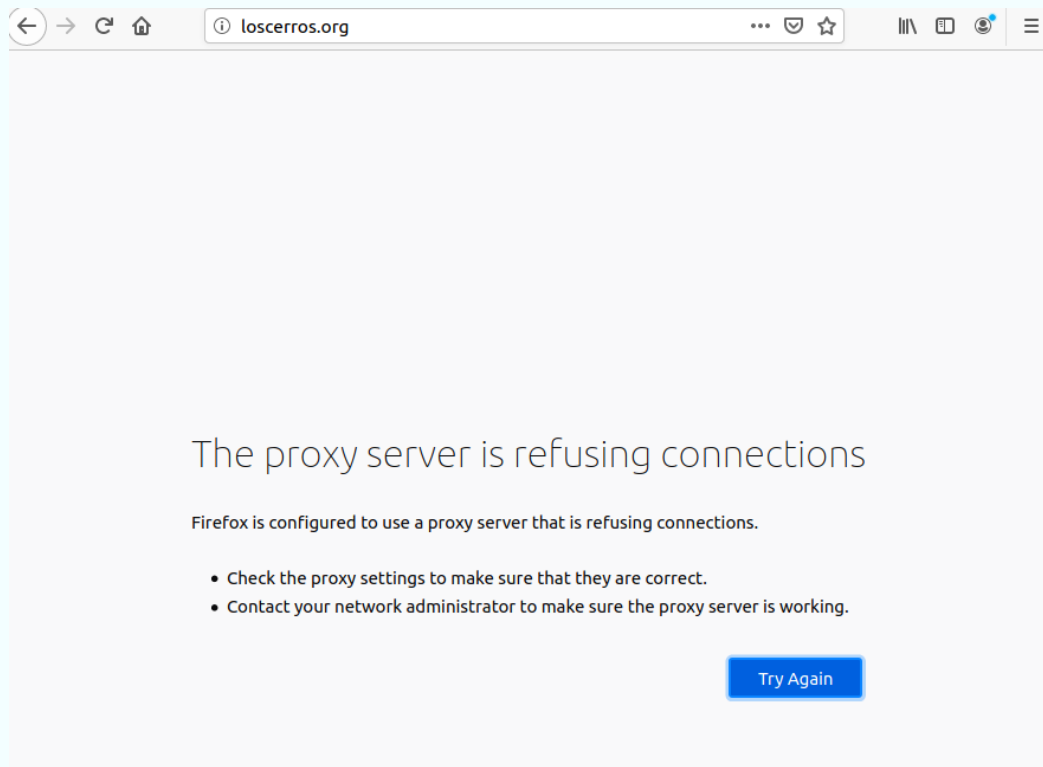 loscerros.org
The proxy server is refusing connections
Firefox is configured to use a proxy server that is refusing connections.
Check the proxy settings to make sure that they are correct.
Contact your network administrator to make sure the proxy server is working.
Try Again